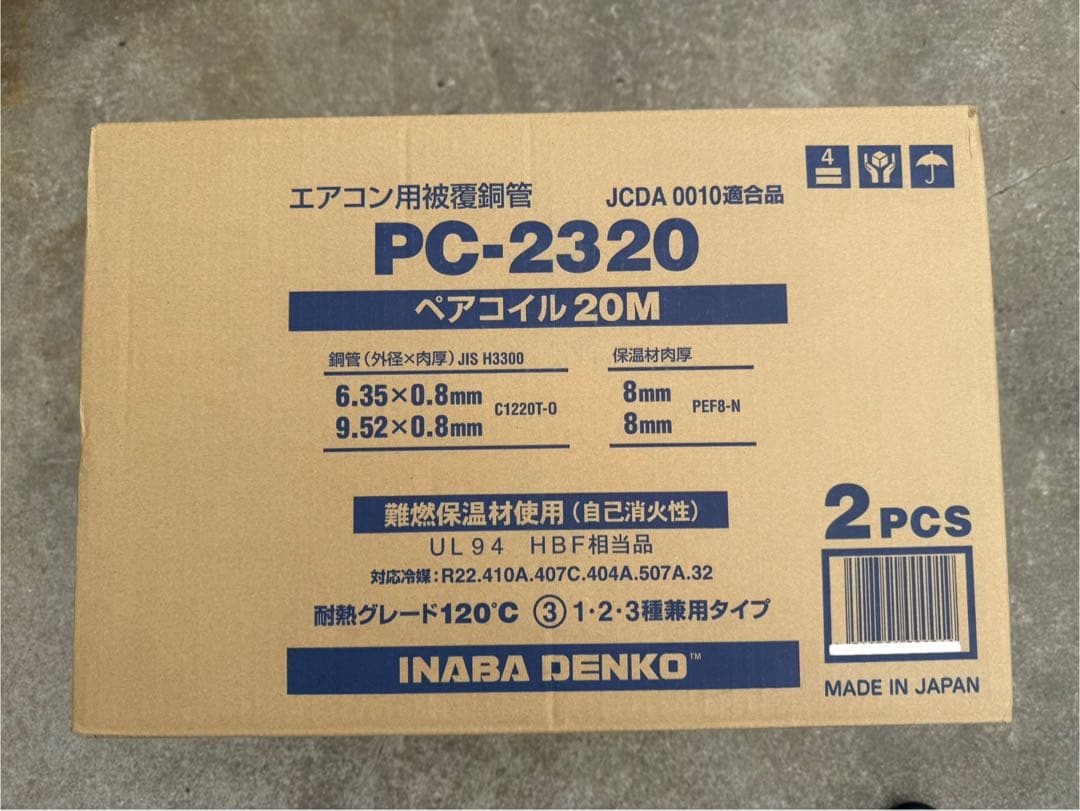 4
エアコン用被覆銅管 JCDA 0010適合品
PC-2320
ペアコイル20M
銅管（外径×肉厚）JIS H3300 保温材肉厚
6.35×0.8mm C1220T-O 8mm PEF8-N
9.52×0.8mm 8mm
難燃保温材使用（自己消火性）
UL94 HBF相当品
対応冷媒：R22.410A.407C.404A.507A.32
耐熱グレード120℃ ③1・2・3種兼用タイプ
INABA DENKO™
2PCS
MADE IN JAPAN